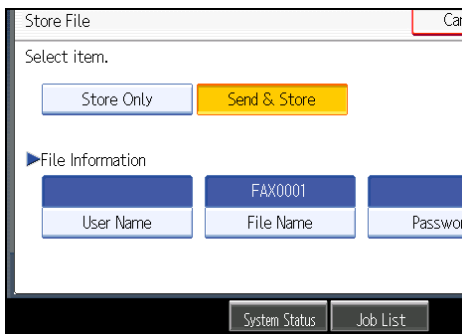 Store File
Select item.
Store Only Send & Store
File Information
FAX0001
User Name File Name
System Status Job List